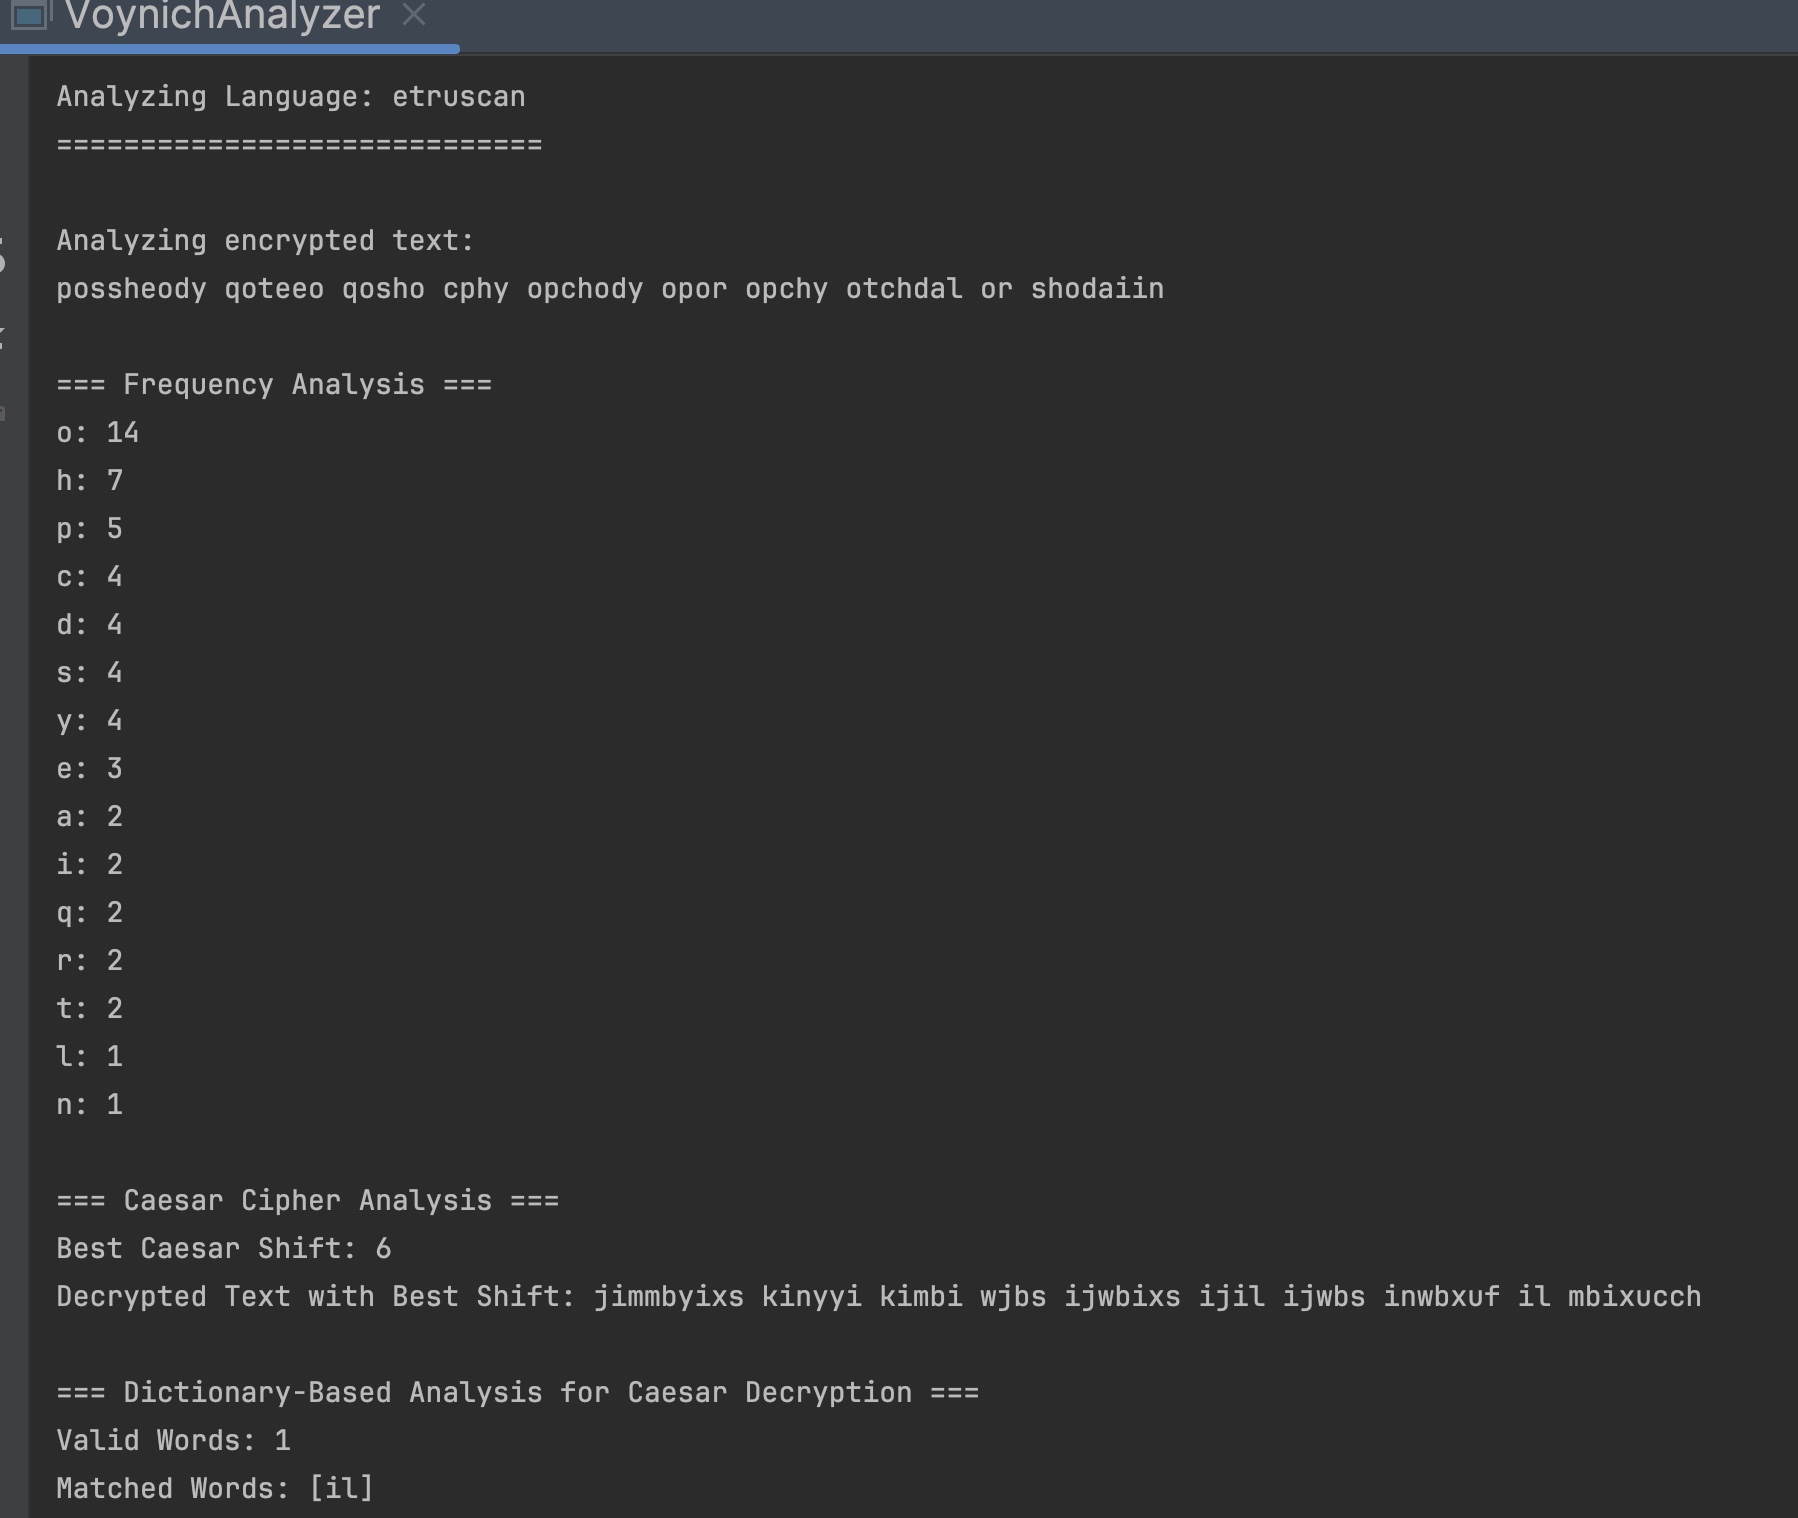 VoynichAnalyzer
Analyzing Language: etruscan
=============================
Analyzing encrypted text:
possheody qoteeo qosho cphy opchody opor opchy otchdal or shodaiin
=== Frequency Analysis ===
o: 14
h: 7
p: 5
c: 4
d: 4
s: 4
y: 4
e: 3
a: 2
i: 2
q: 2
r: 2
t: 2
l: 1
n: 1
=== Caesar Cipher Analysis ===
Best Caesar Shift: 6
Decrypted Text with Best Shift: jimmbyixs kinyyi kimbi wjbs ijwbixs ijil ijwbs inwbxuf il mbixucch
=== Dictionary-Based Analysis for Caesar Decryption ===
Valid Words: 1
Matched Words: [il]